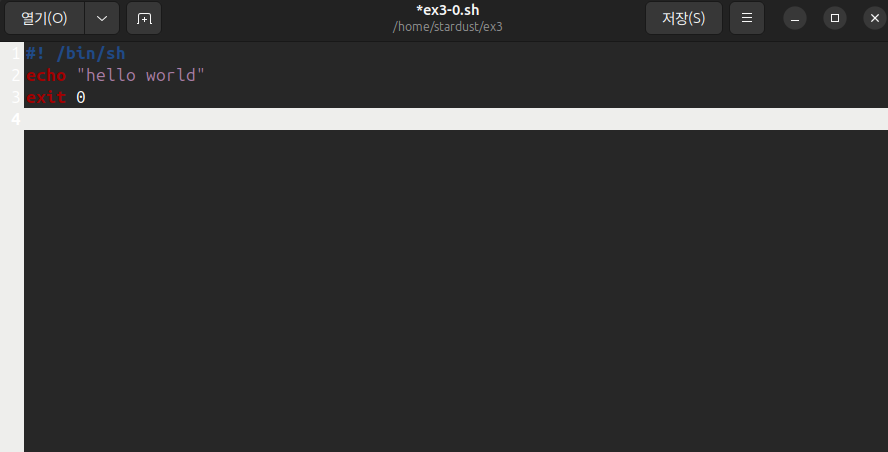 열기(O)
*ex3-0.sh
/home/stardust/ex3
저장(S)
1 #! /bin/sh
2 echo "hello world"
3 exit 0
4